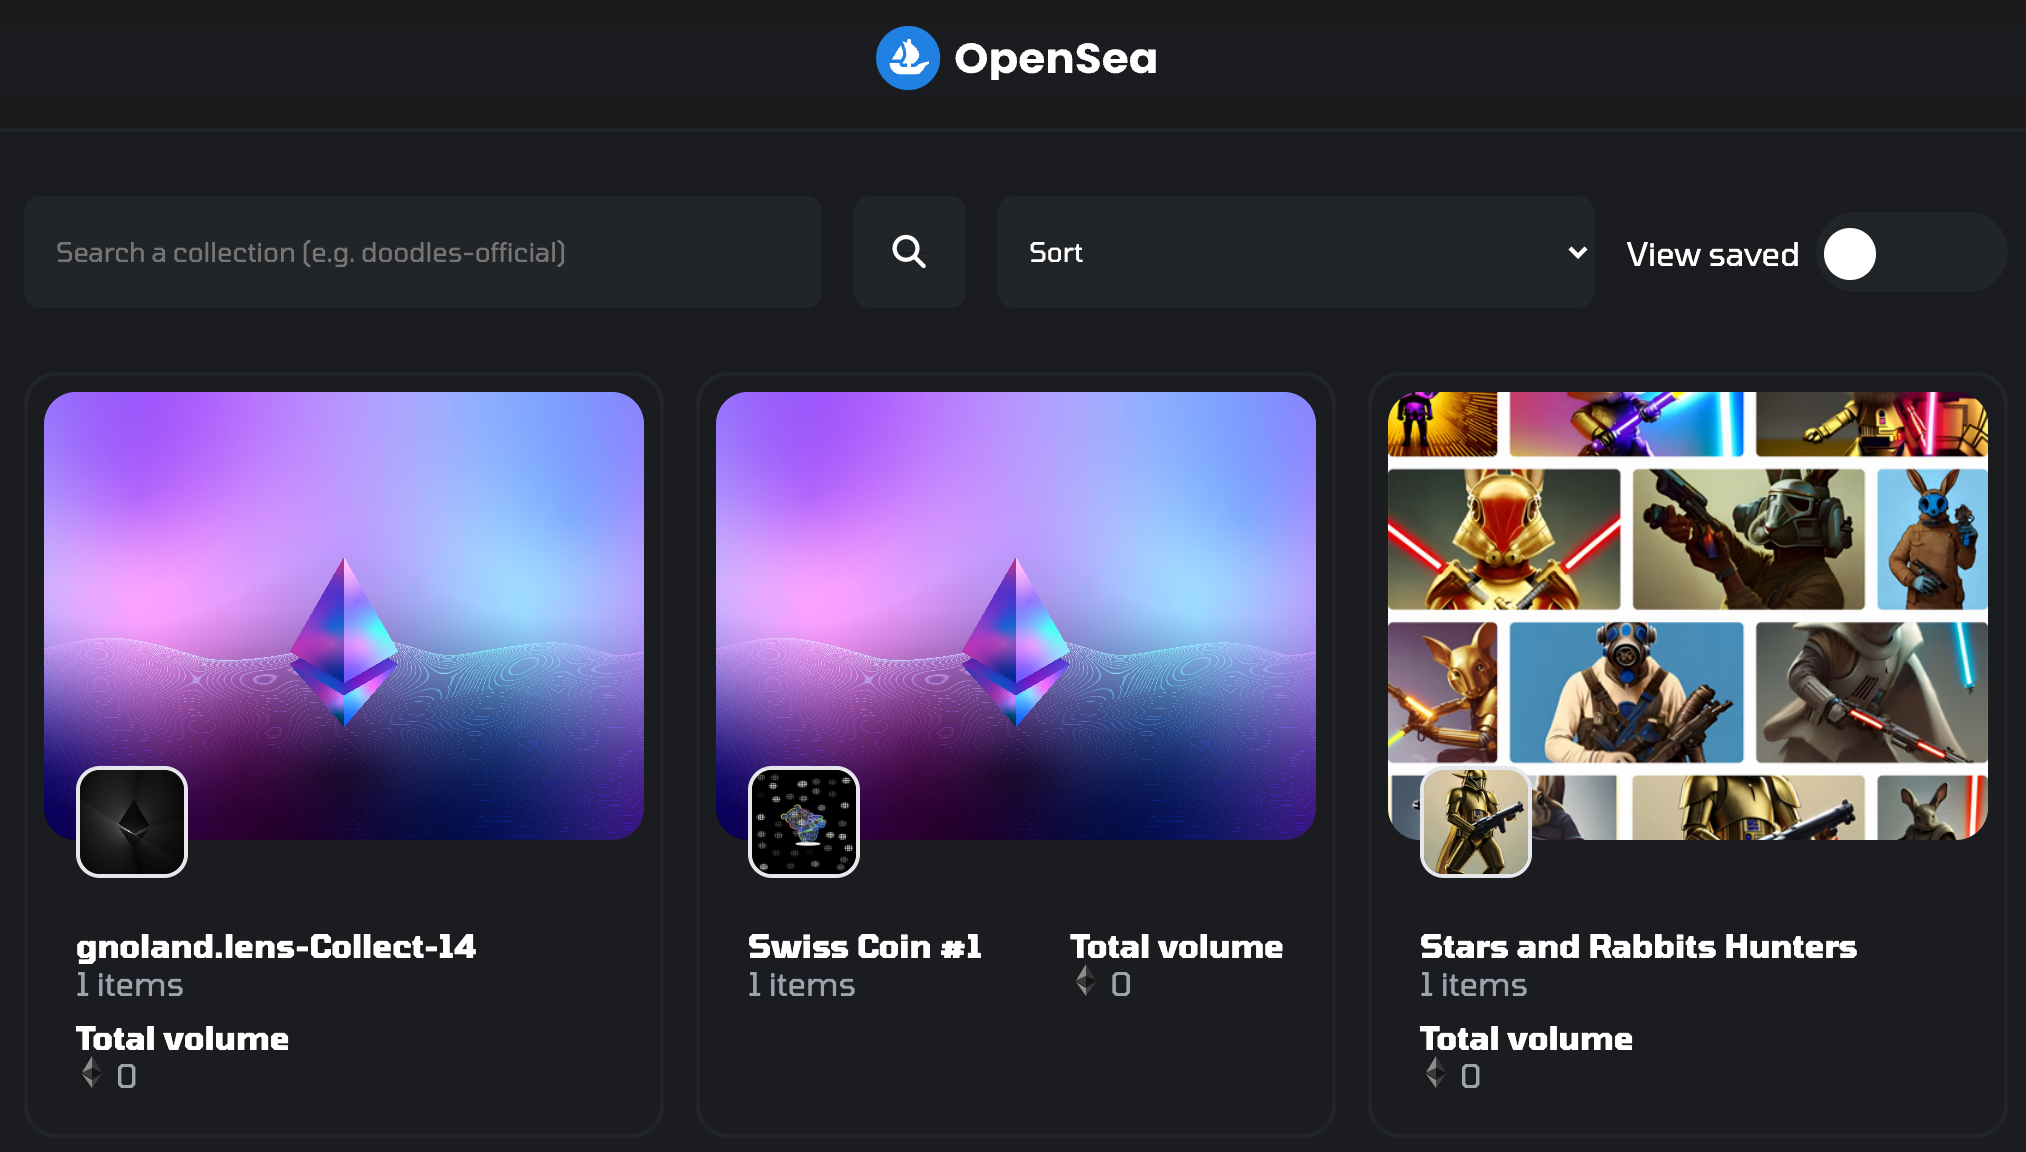 OpenSea
Search a collection (e.g. doodles-official)
Sort
View saved
gnoland.lens-Collect-14
1 items
Total volume
0
Swiss Coin #1
1 items
Total volume
0
Stars and Rabbits Hunters
1 items
Total volume
0